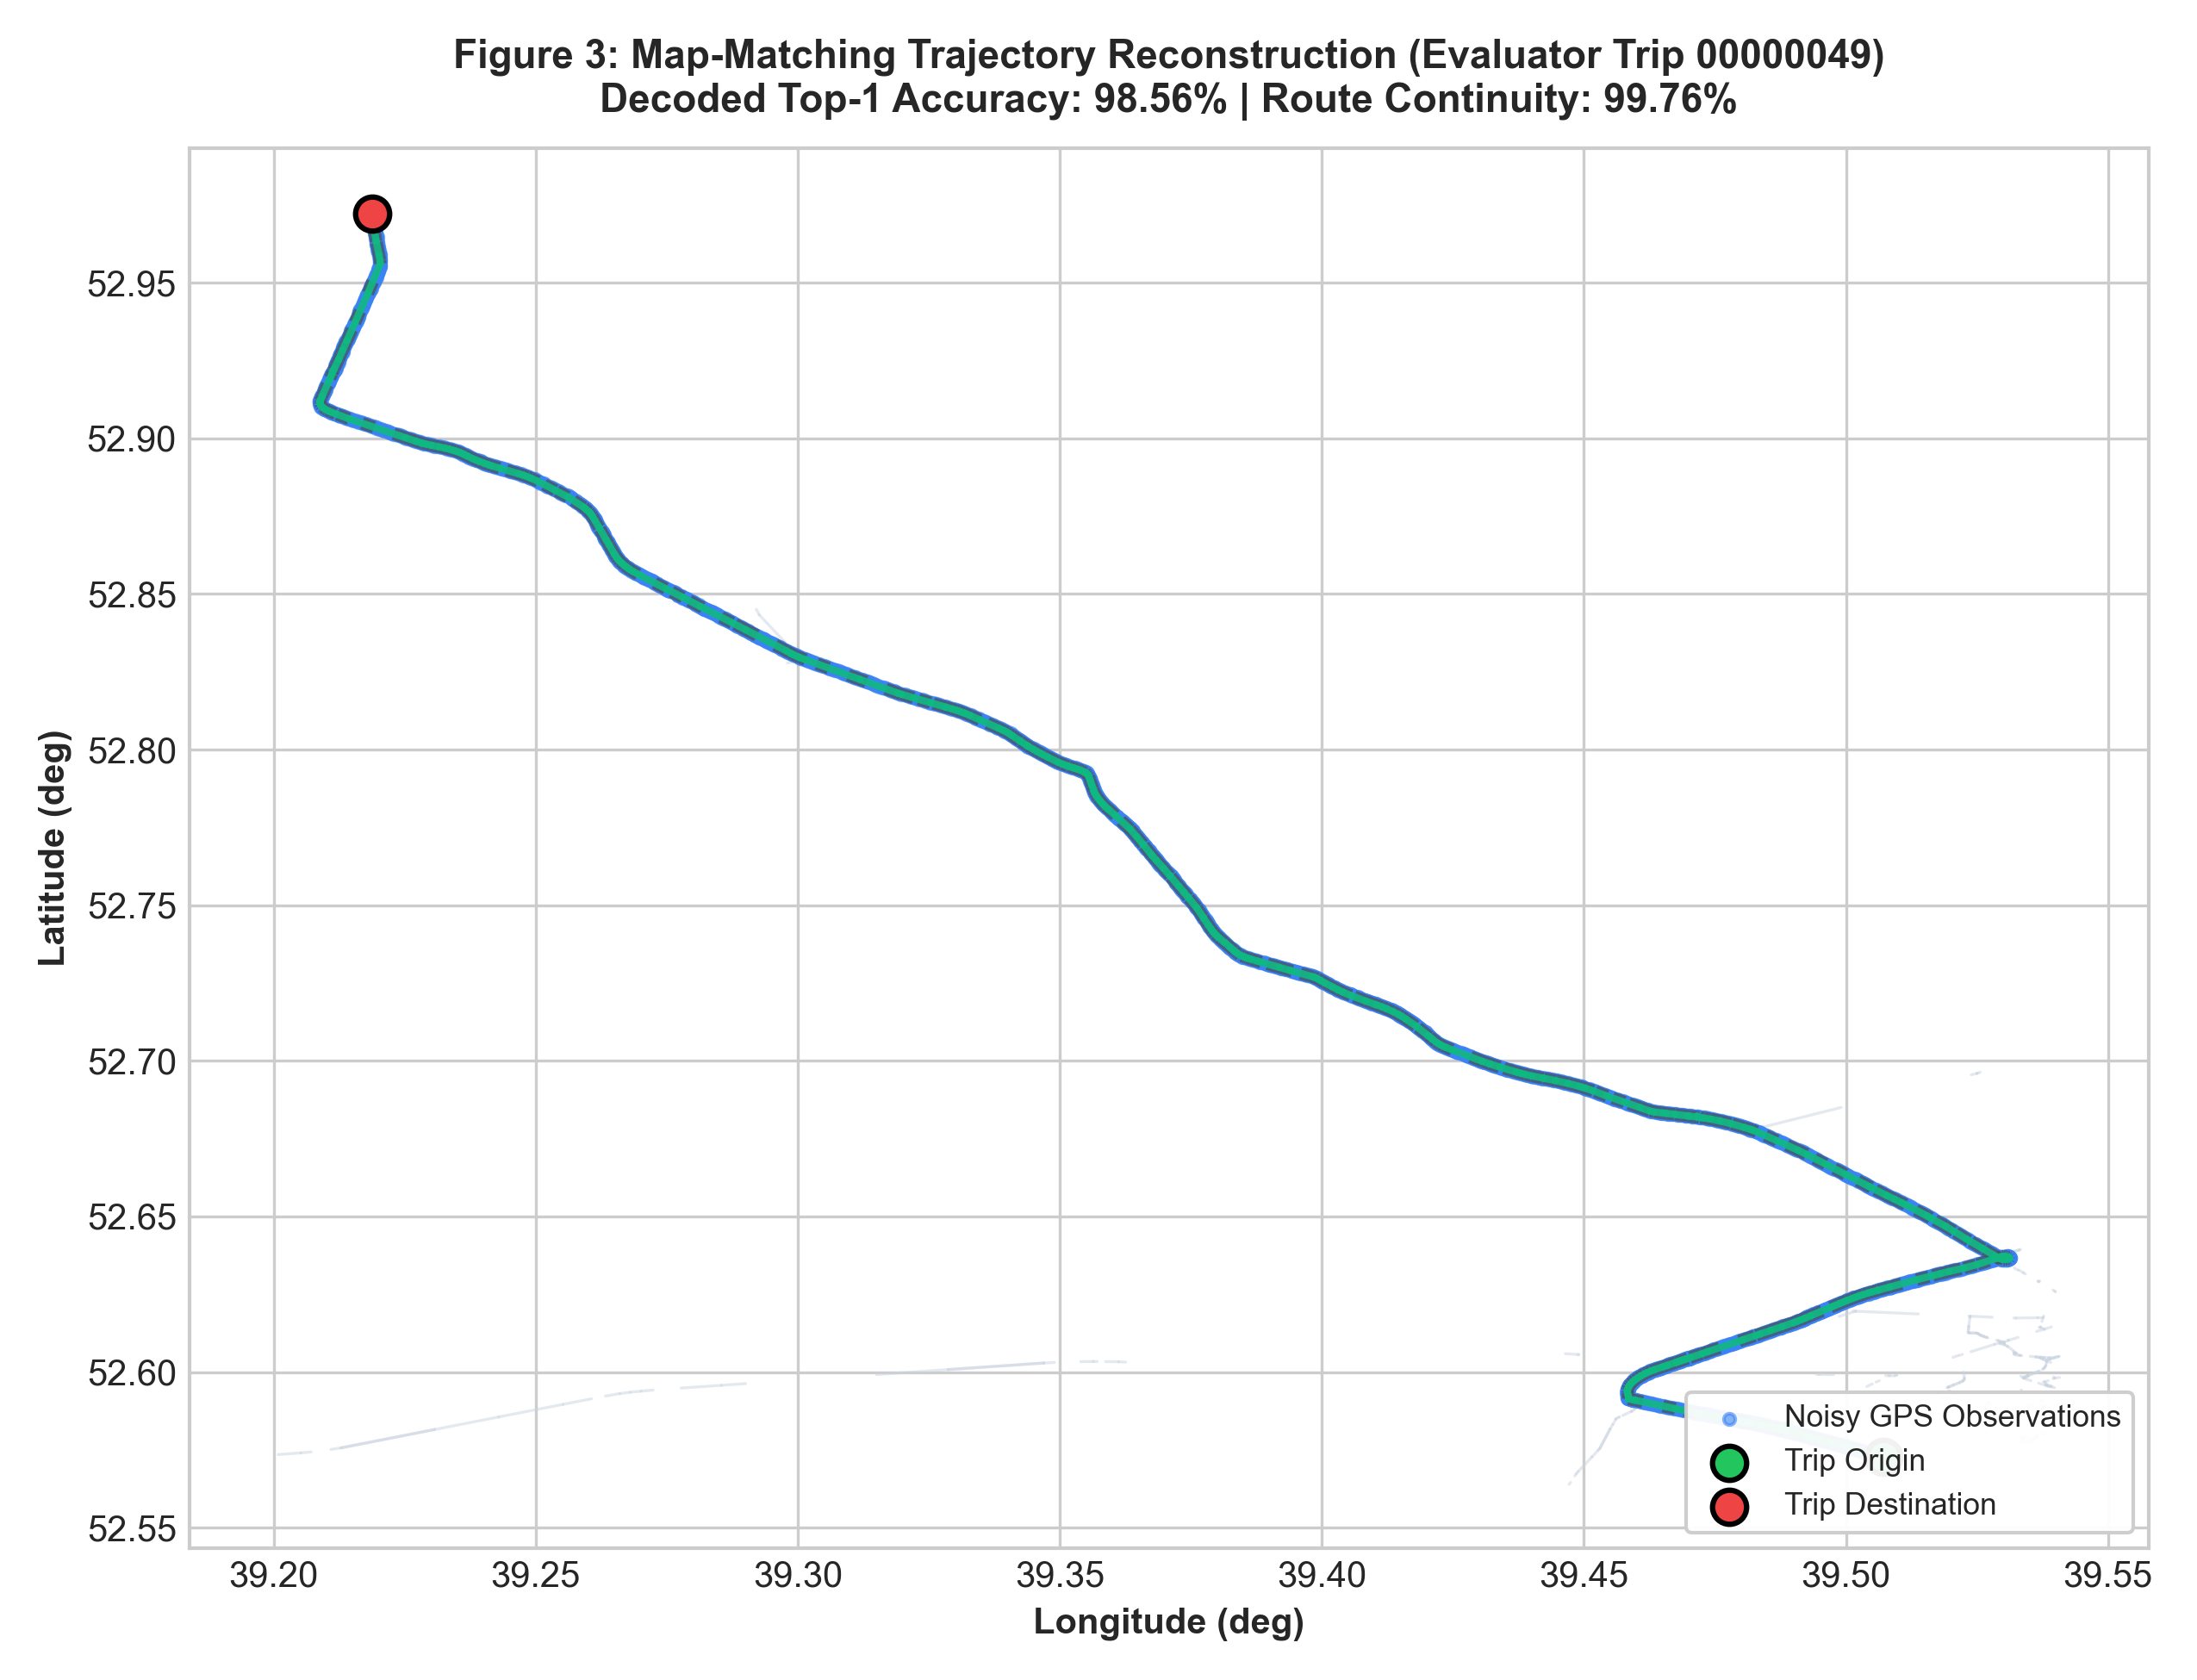 Figure 3: Map-Matching Trajectory Reconstruction (Evaluator Trip 00000049)
Decoded Top-1 Accuracy: 98.56% | Route Continuity: 99.76%
52.95
52.90
52.85
52.80
52.75
52.70
52.65
52.60
52.55
Latitude (deg)
Noisy GPS Observations
Trip Origin
Trip Destination
39.20 39.25 39.30 39.35 39.40 39.45 39.50 39.55
Longitude (deg)